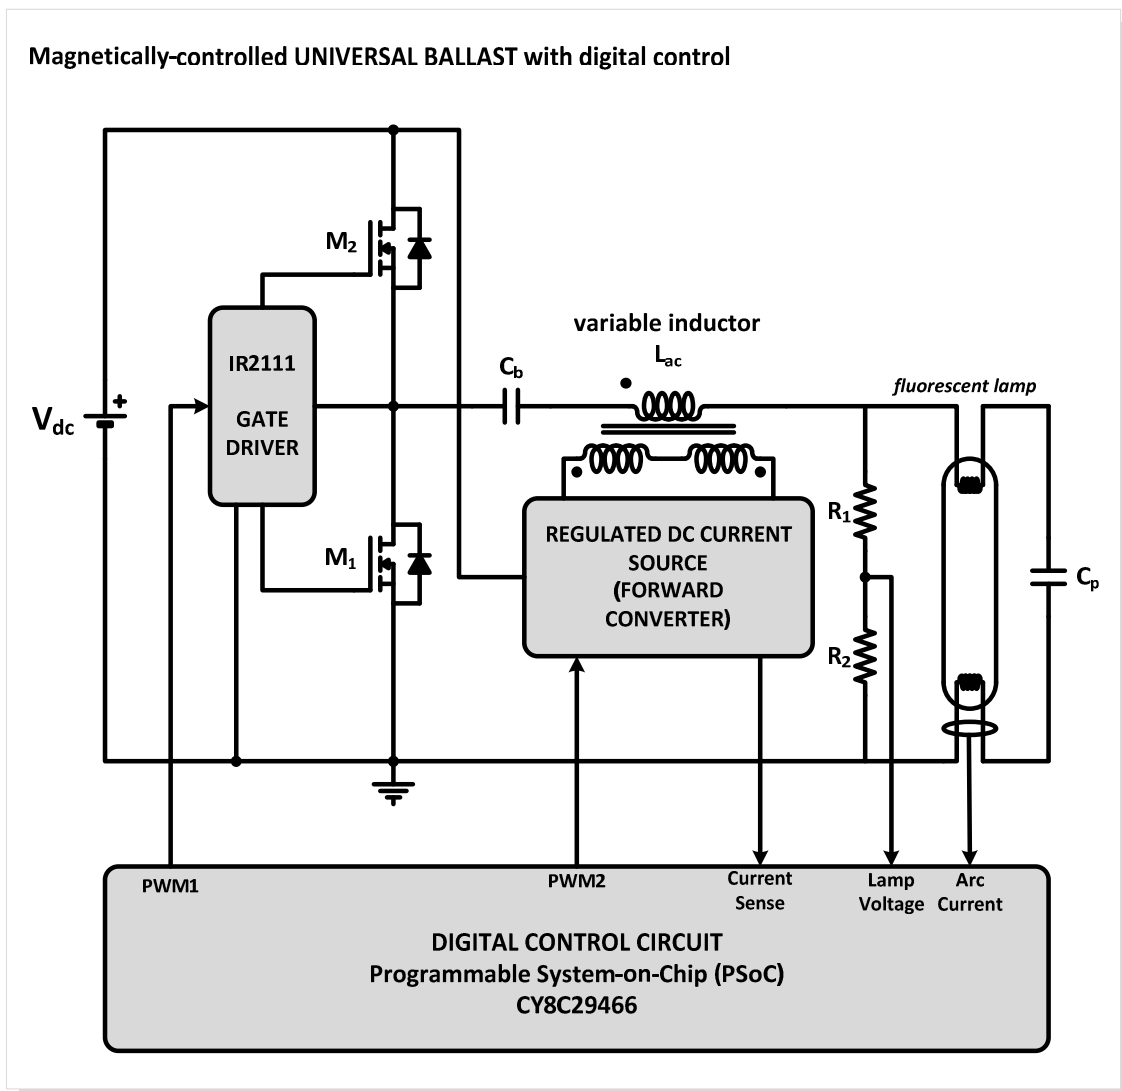 Magnetically-controlled UNIVERSAL BALLAST with digital control
M2
variable inductor
Lac
Cb
IR2111
GATE
DRIVER
fluorescent lamp
+
Vdc
R1
REGULATED DC CURRENT
SOURCE
(FORWARD
CONVERTER)
M1
Cp
R2
PWM1
PWM2
Current
Sense
Lamp
Voltage
Arc
Current
DIGITAL CONTROL CIRCUIT
Programmable System-on-Chip (PSoC)
CY8C29466